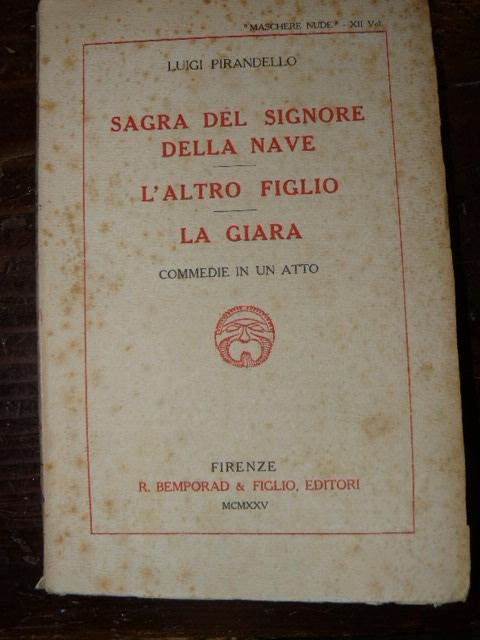 "MASCHERE NUDE" - XII Vol.
LUIGI PIRANDELLO
SAGRA DEL SIGNORE
DELLA NAVE
L'ALTRO FIGLIO
LA GIARA
COMMEDIE IN UN ATTO
FIRENZE
R. BEMPORAD & FIGLIO, EDITORI
MCMXXV